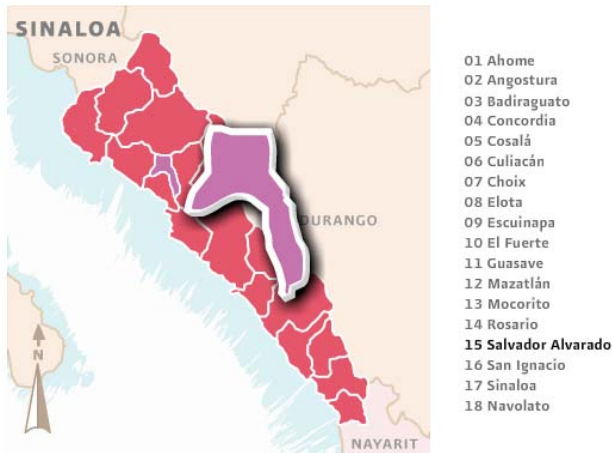 SINALOA
SONORA
DURANGO
N
NAYARIT
01 Ahome
02 Angostura
03 Badiraguato
04 Concordia
05 Cosalá
06 Culiacán
07 Choix
08 Elota
09 Escuinapa
10 El Fuerte
11 Guasave
12 Mazatlán
13 Mocorito
14 Rosario
15 Salvador Alvarado
16 San Ignacio
17 Sinaloa
18 Navolato